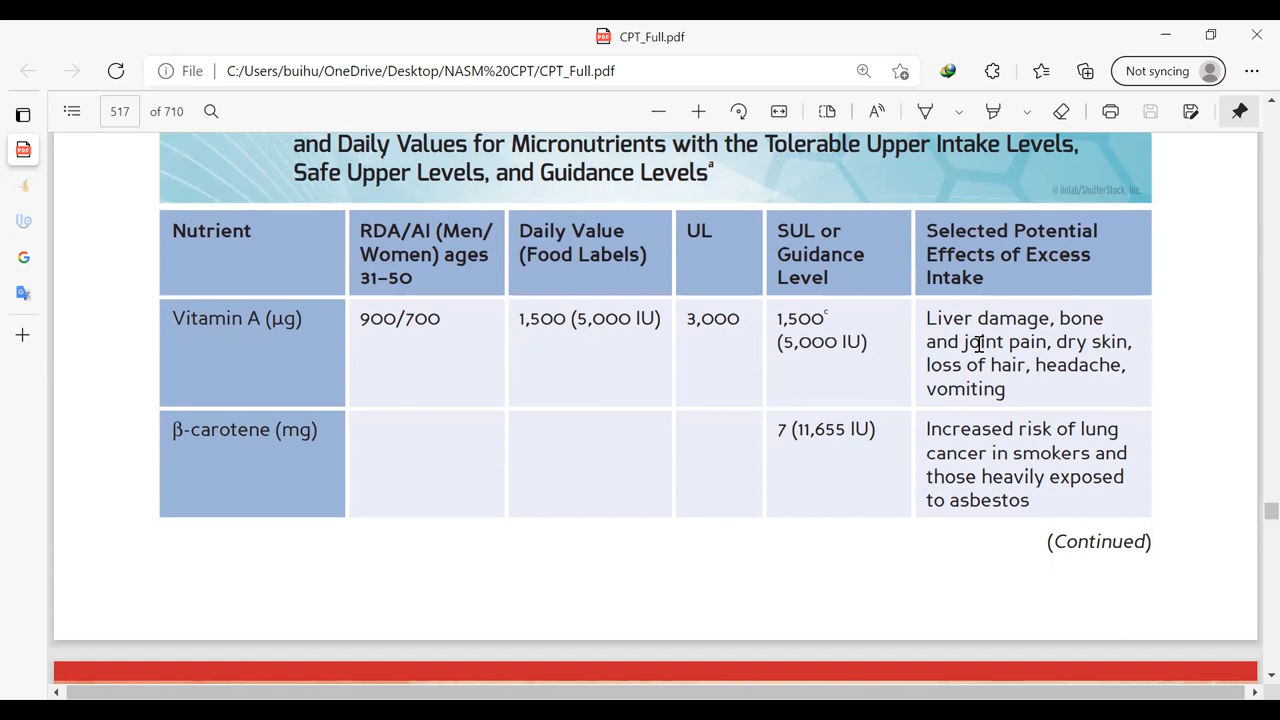 CPT_Full.pdf
File C:/Users/buihu/OneDrive/Desktop/NASM%20CPT/CPT_Full.pdf Not syncing
517 of 710
and Daily Values for Micronutrients with the Tolerable Upper Intake Levels,
Safe Upper Levels, and Guidance Levelsª
© ilolab/ShutterStock, Inc.
Nutrient
RDA/AI (Men/
Women) ages
31–50
Daily Value
(Food Labels)
UL
SUL or
Guidance
Level
Selected Potential
Effects of Excess
Intake
Vitamin A (µg)
900/700
1,500 (5,000 IU)
3,000
1,500ᶜ
(5,000 IU)
Liver damage, bone
and joint pain, dry skin,
loss of hair, headache,
vomiting
β-carotene (mg)
7 (11,655 IU)
Increased risk of lung
cancer in smokers and
those heavily exposed
to asbestos
(Continued)